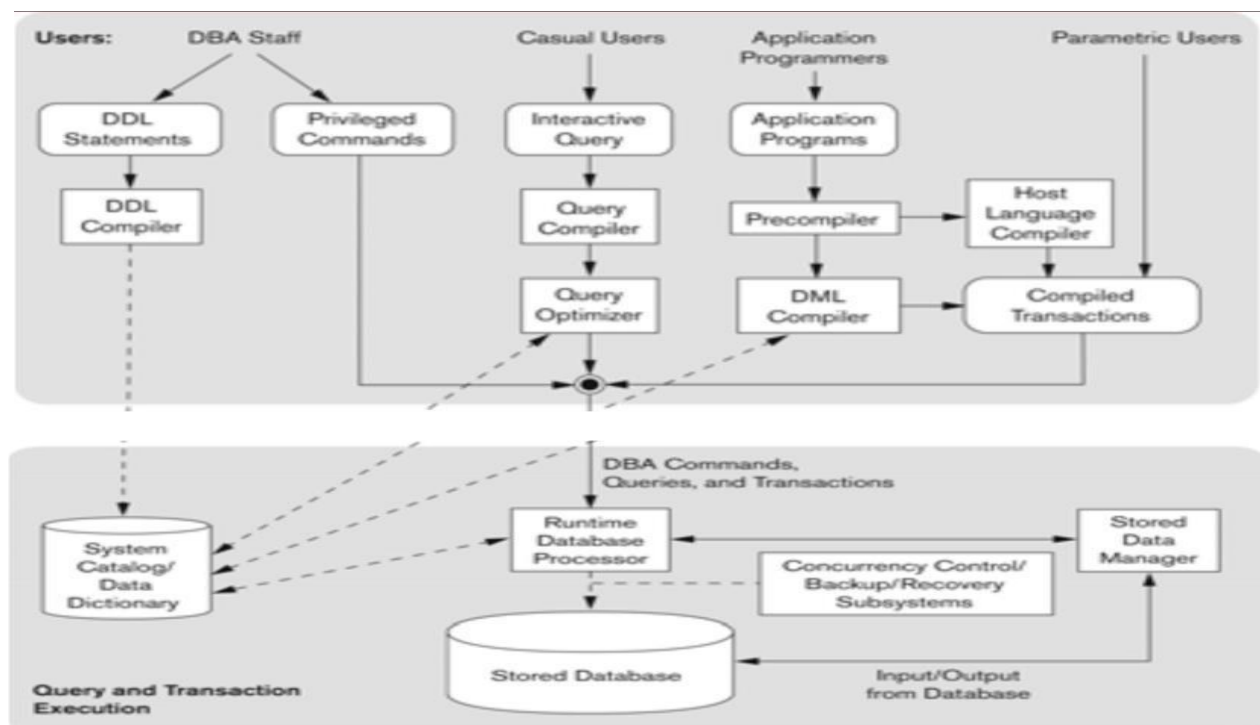 Users:
DBA Staff
Casual Users
Application
Programmers
Parametric Users
DDL
Statements
Privileged
Commands
Interactive
Query
Application
Programs
DDL
Compiler
Query
Compiler
Precompiler
Host
Language
Compiler
Query
Optimizer
DML
Compiler
Compiled
Transactions
DBA Commands,
Queries, and Transactions
System
Catalog/
Data
Dictionary
Runtime
Database
Processor
Stored
Data
Manager
Concurrency Control/
Backup/Recovery
Subsystems
Stored Database
Input/Output
from Database
Query and Transaction
Execution